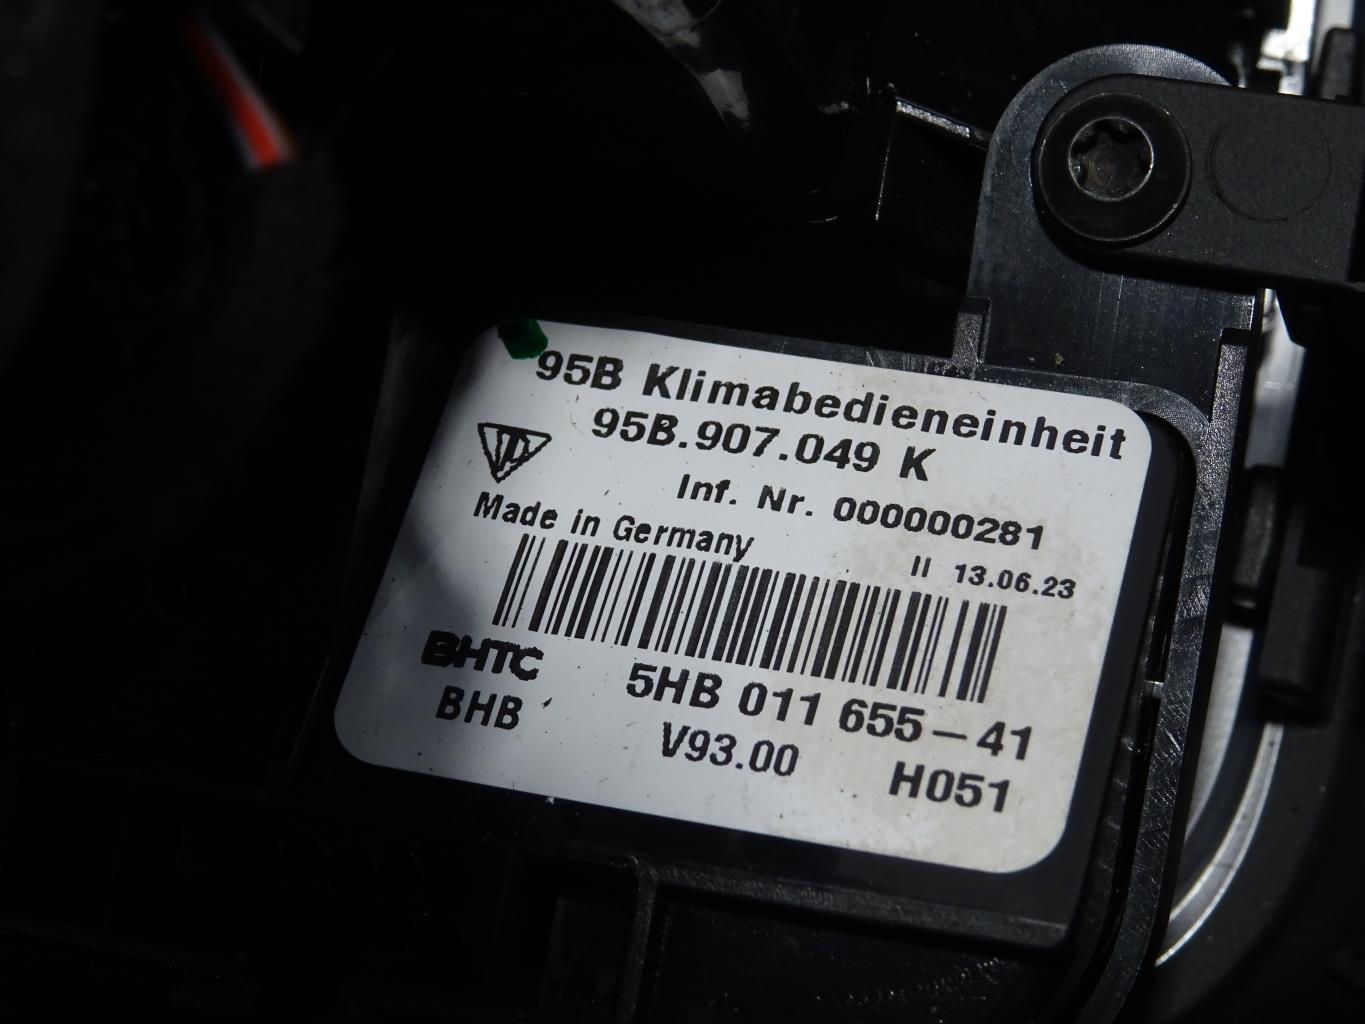 95B Klimabedieneinheit
95B.907.049 K
Inf. Nr. 000000281
Made in Germany
II 13.06.23
BHTC 5HB 011 655-41
BHB V93.00 H051